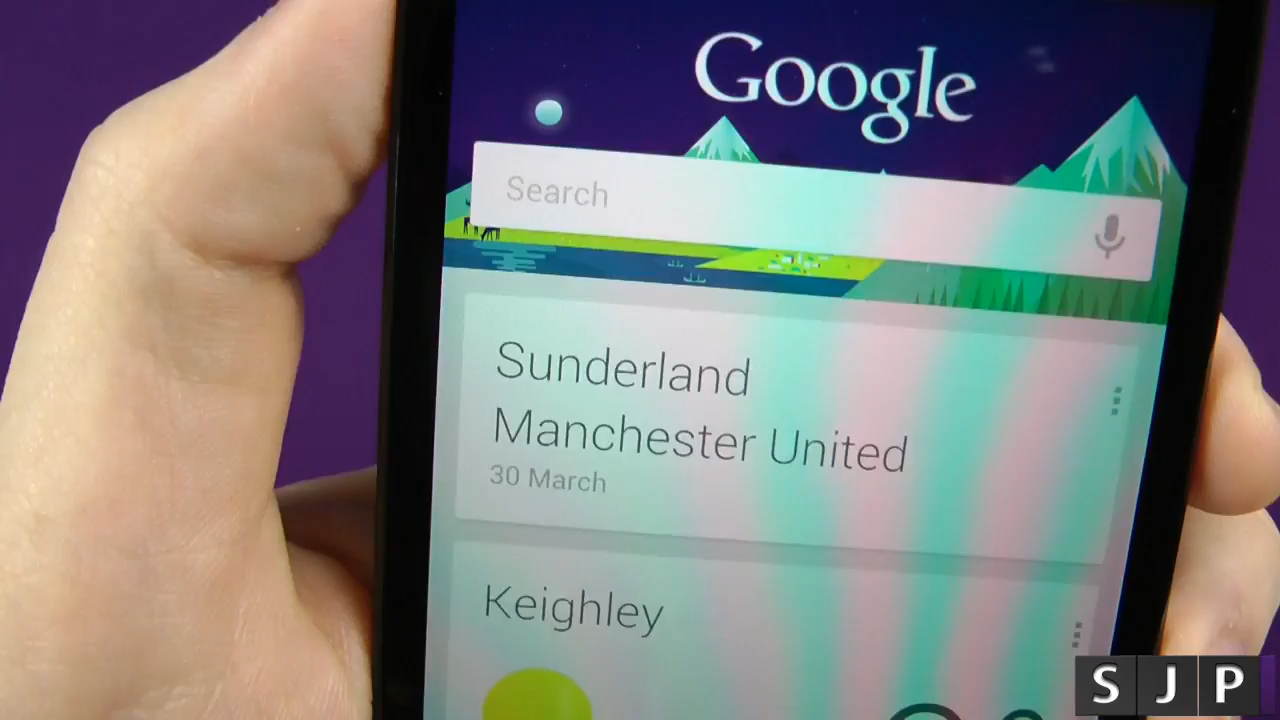 Google
Search
Sunderland
Manchester United
30 March
Keighley
S J P